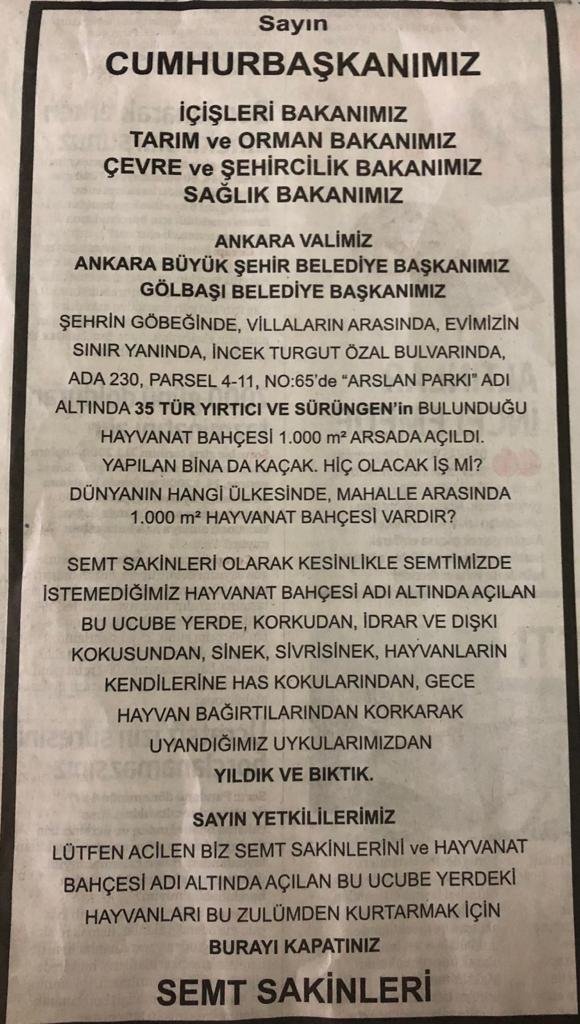 Sayın
CUMHURBAŞKANIMIZ
İÇİŞLERİ BAKANIMIZ
TARIM ve ORMAN BAKANIMIZ
ÇEVRE ve ŞEHİRCİLİK BAKANIMIZ
SAĞLIK BAKANIMIZ
ANKARA VALİMİZ
ANKARA BÜYÜK ŞEHİR BELEDİYE BAŞKANIMIZ
GÖLBAŞI BELEDİYE BAŞKANIMIZ
ŞEHRİN GÖBEĞİNDE, VİLLALARIN ARASINDA, EVİMİZİN
SINIR YANINDA, İNCEK TURGUT ÖZAL BULVARINDA,
ADA 230, PARSEL 4-11, NO:65'de "ARSLAN PARKI" ADI
ALTINDA 35 TÜR YIRTICI VE SÜRÜNGEN'in BULUNDUĞU
HAYVANAT BAHÇESİ 1.000 m² ARSADA AÇILDI.
YAPILAN BİNA DA KAÇAK. HİÇ OLACAK İŞ Mİ?
DÜNYANIN HANGİ ÜLKESİNDE, MAHALLE ARASINDA
1.000 m² HAYVANAT BAHÇESİ VARDIR?
SEMT SAKİNLERİ OLARAK KESİNLİKLE SEMTİMİZDE
İSTEMEDİĞİMİZ HAYVANAT BAHÇESİ ADI ALTINDA AÇILAN
BU UCUBE YERDE, KORKUDAN, İDRAR VE DIŞKI
KOKUSUNDAN, SİNEK, SİVRİSİNEK, HAYVANLARIN
KENDİLERİNE HAS KOKULARINDAN, GECE
HAYVAN BAĞIRTILARINDAN KORKARAK
UYANDIĞIMIZ UYKULARIMIZDAN
YILDIK VE BIKTIK.
SAYIN YETKİLİLERİMİZ
LÜTFEN ACİLEN BİZ SEMT SAKİNLERİNİ ve HAYVANAT
BAHÇESİ ADI ALTINDA AÇILAN BU UCUBE YERDEKİ
HAYVANLARI BU ZULÜMDEN KURTARMAK İÇİN
BURAYI KAPATINIZ
SEMT SAKİNLERİ